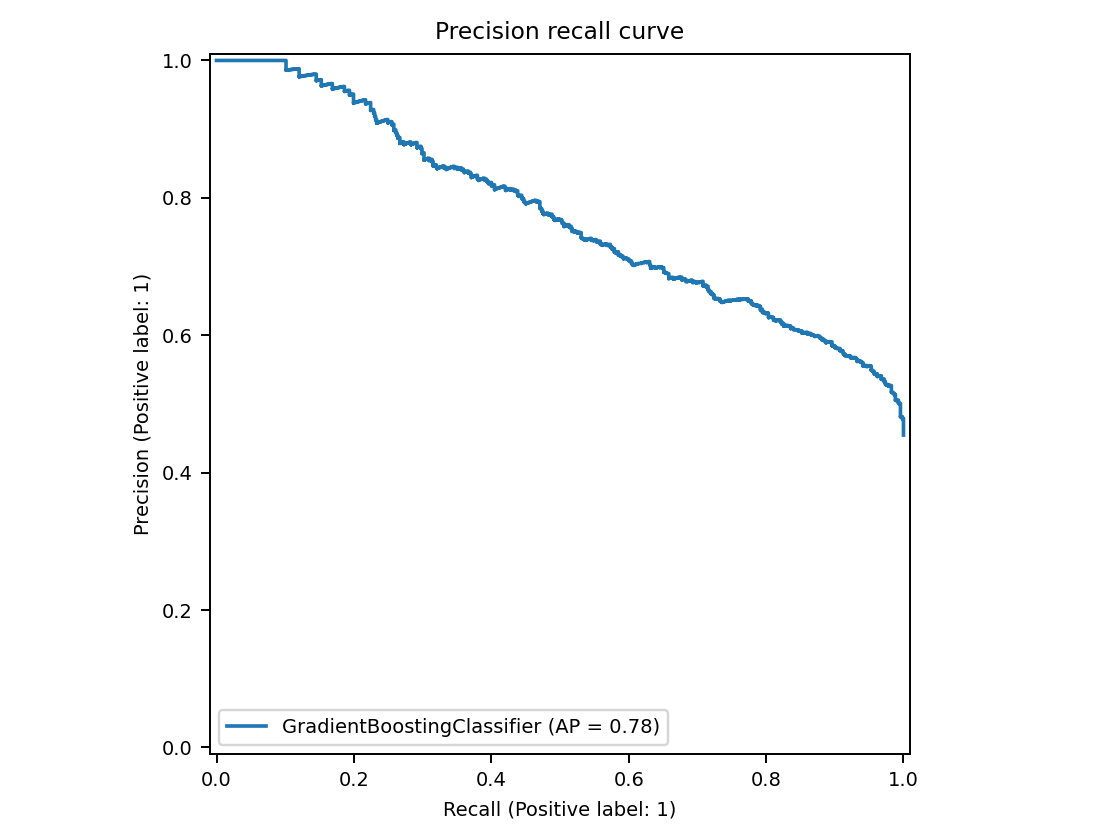 Precision recall curve
1.0
0.8
0.6
0.4
0.2
0.0
Precision (Positive label: 1)
GradientBoostingClassifier (AP = 0.78)
0.0 0.2 0.4 0.6 0.8 1.0
Recall (Positive label: 1)